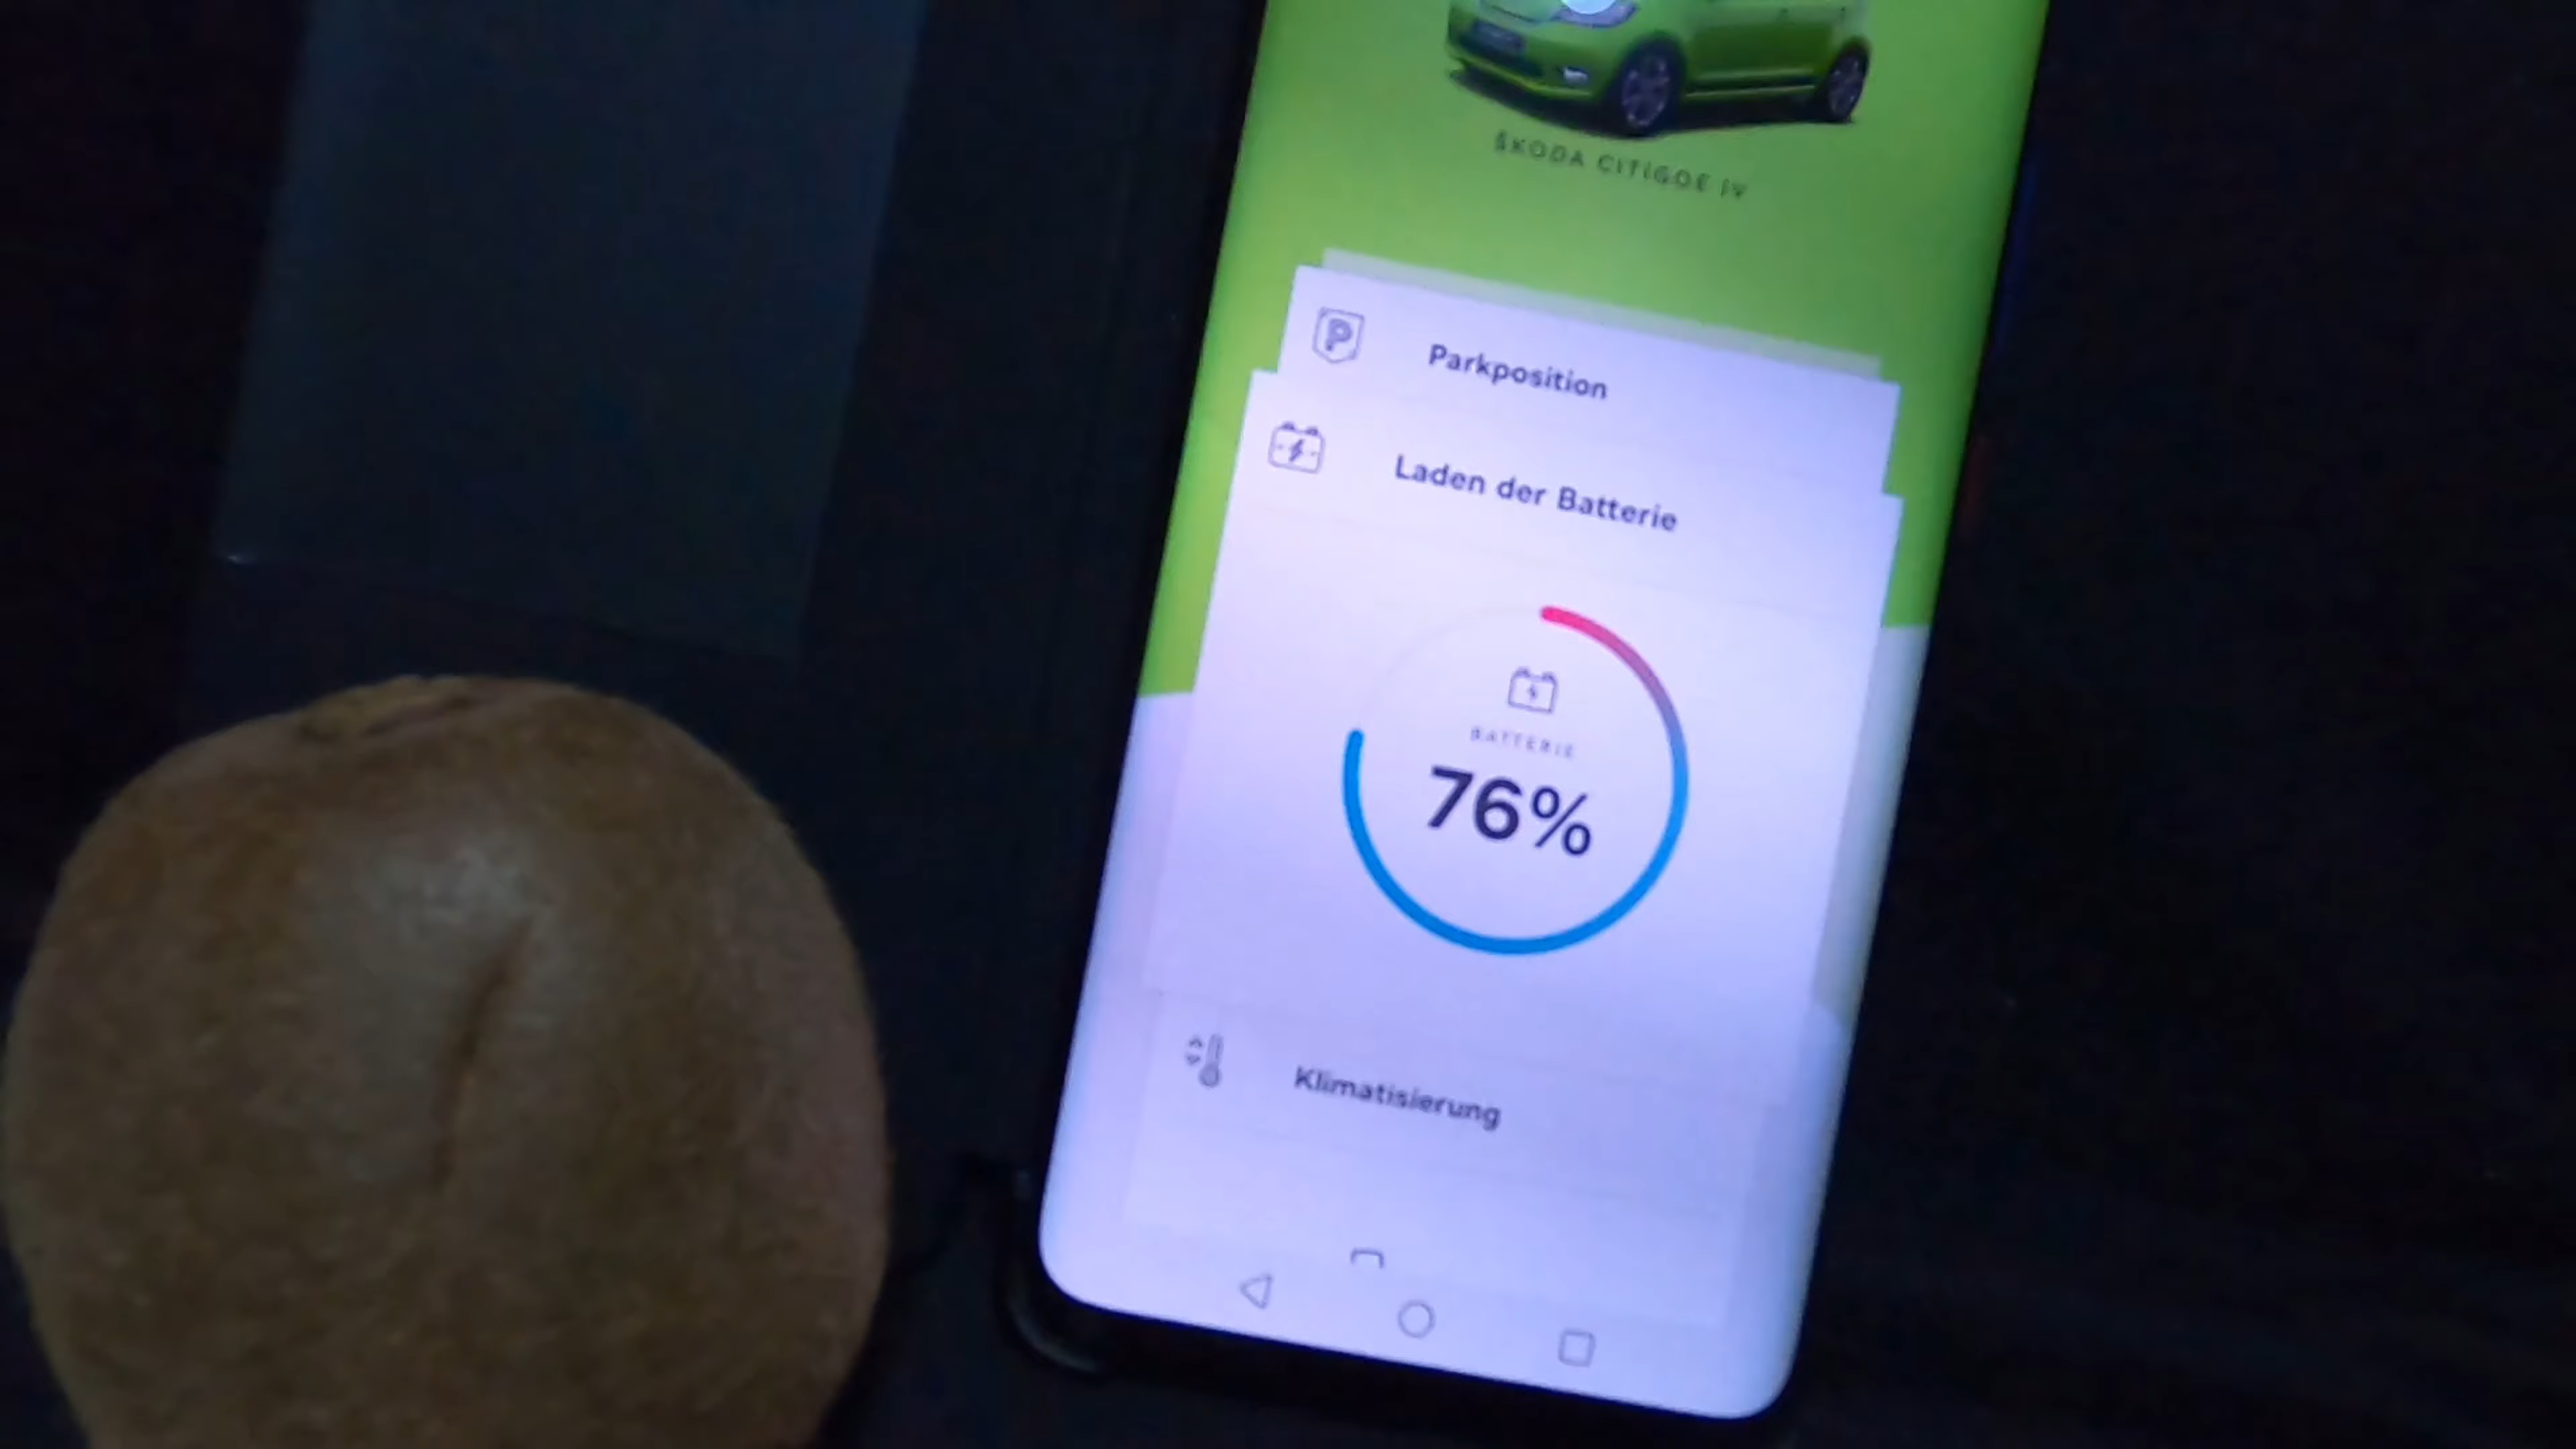 ŠKODA CITIGOE IV
Parkposition
Laden der Batterie
BATTERIE
76%
Klimatisierung